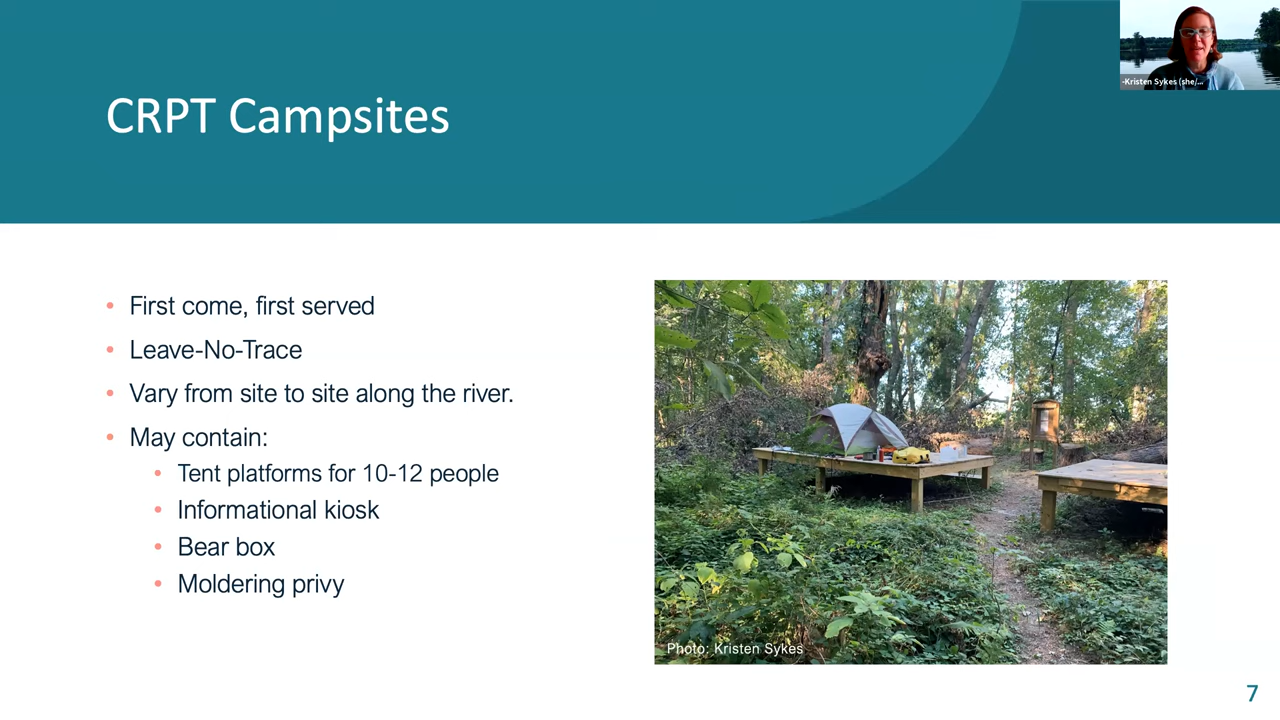 -Kristen Sykes (she/...
CRPT Campsites
• First come, first served
• Leave-No-Trace
• Vary from site to site along the river.
• May contain:
• Tent platforms for 10-12 people
• Informational kiosk
• Bear box
• Moldering privy
Photo: Kristen Sykes
7